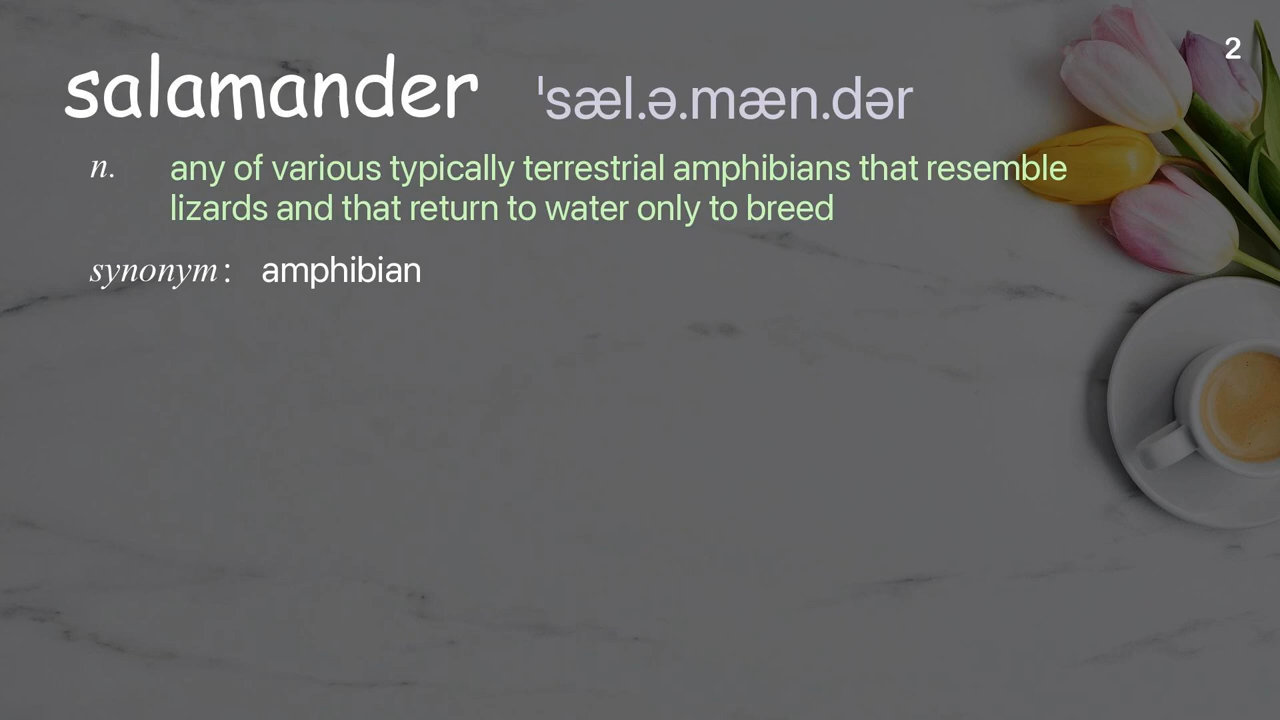 2
salamander ˈsæl.ə.mæn.dər
n. any of various typically terrestrial amphibians that resemble
lizards and that return to water only to breed
synonym: amphibian